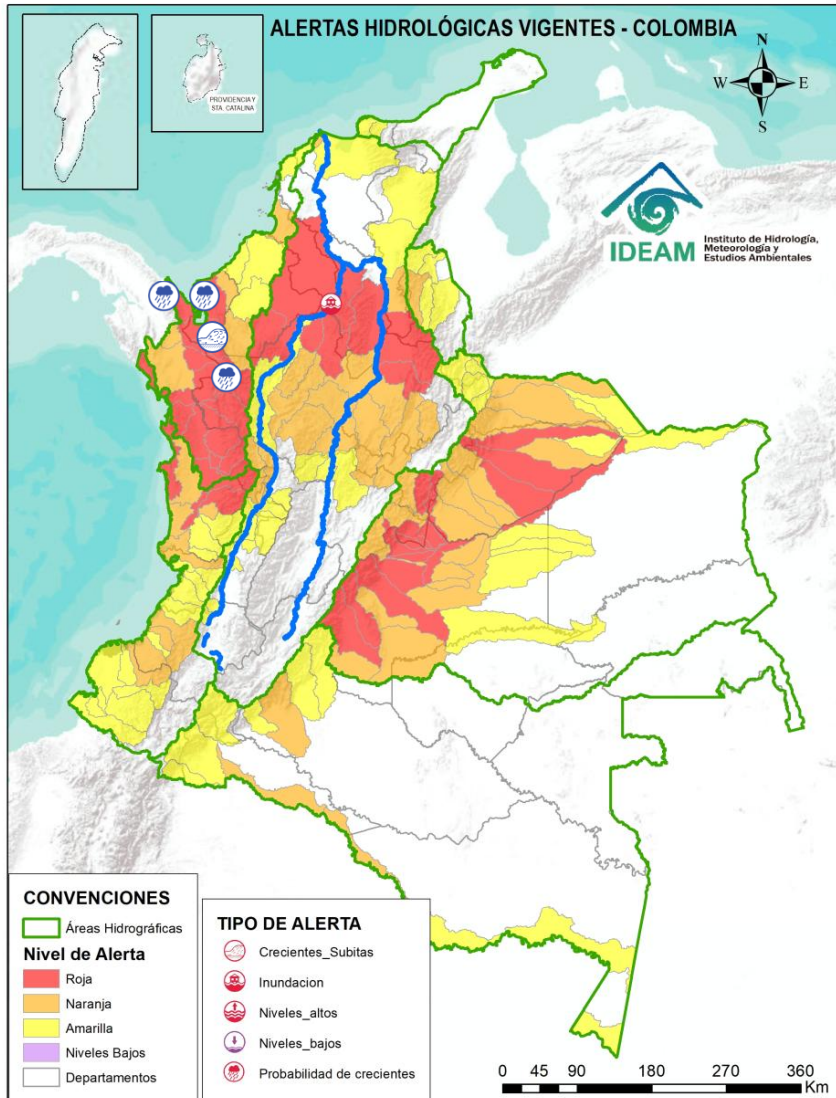 ALERTAS HIDROLÓGICAS VIGENTES - COLOMBIA
PROVIDENCIA Y
STA. CATALINA
N
W
E
S
IDEAM
Instituto de Hidrología,
Meteorología y
Estudios Ambientales
CONVENCIONES
Áreas Hidrográficas
Nivel de Alerta
Roja
Naranja
Amarilla
Niveles Bajos
Departamentos
TIPO DE ALERTA
Crecientes_Subitas
Inundacion
Niveles_altos
Niveles_bajos
Probabilidad de crecientes
0 45 90 180 270 360
Km